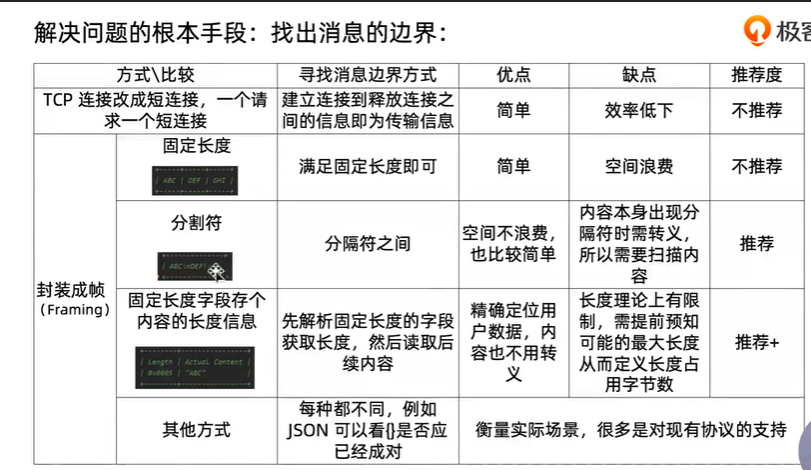 解决问题的根本手段：找出消息的边界：
极客
方式\比较
寻找消息边界方式
优点
缺点
推荐度
TCP 连接改成短连接，一个请
求一个短连接
建立连接到释放连接之
间的信息即为传输信息
简单
效率低下
不推荐
封装成帧
（Framing）
固定长度
| ABC | DEF | GHI |
满足固定长度即可
简单
空间浪费
不推荐
分割符
| ABC\nDEF\
分隔符之间
空间不浪费，
也比较简单
内容本身出现分
隔符时需转义，
所以需要扫描内
容
推荐
固定长度字段存个
内容的长度信息
| Length | Actual Content |
| 0x0005 | "ABC" |
先解析固定长度的字段
获取长度，然后读取后
续内容
精确定位用
户数据，内
容也不用转
义
长度理论上有限
制，需提前预知
可能的最大长度
从而定义长度占
用字节数
推荐+
其他方式
每种都不同，例如
JSON 可以看{}是否应
已经成对
衡量实际场景，很多是对现有协议的支持